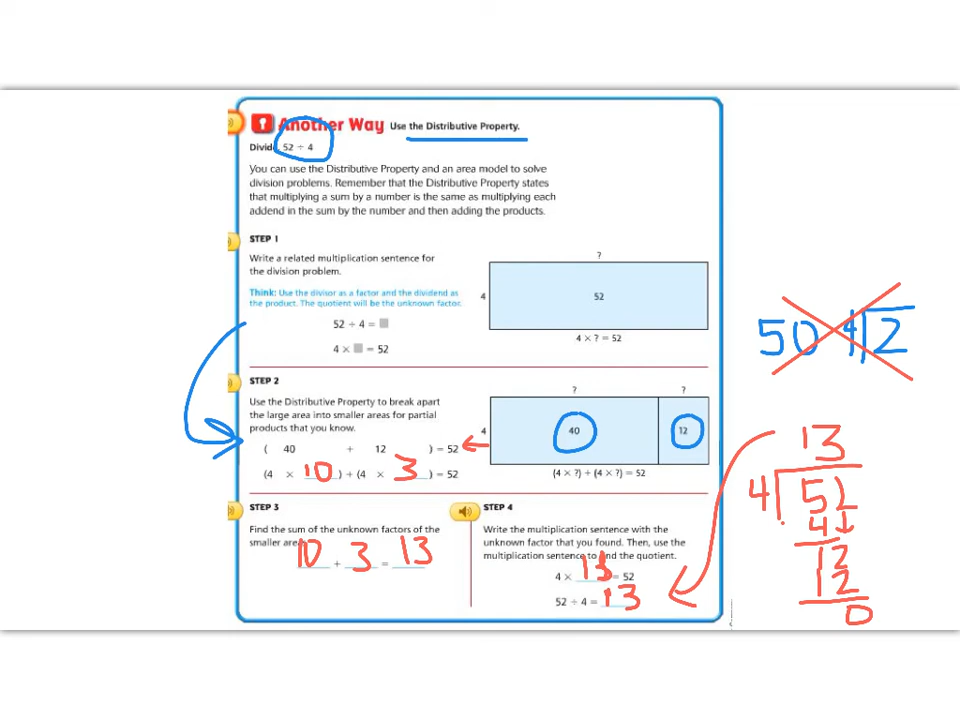 Another Way Use the Distributive Property.
Divide 52 ÷ 4
You can use the Distributive Property and an area model to solve
division problems. Remember that the Distributive Property states
that multiplying a sum by a number is the same as multiplying each
addend in the sum by the number and then adding the products.
STEP 1
Write a related multiplication sentence for
the division problem.
Think: Use the divisor as a factor and the dividend as
the product. The quotient will be the unknown factor.
52 ÷ 4 = ■
4 × ■ = 52
?
4
52
4 × ? = 52
STEP 2
Use the Distributive Property to break apart
the large area into smaller areas for partial
products that you know.
( 40 + 12 ) = 52
(4 × 10 ) + (4 × 3 ) = 52
? ?
4
40 12
(4 × ?) + (4 × ?) = 52
STEP 3
Find the sum of the unknown factors of the
smaller areas.
10 + 3 = 13
STEP 4
Write the multiplication sentence with the
unknown factor that you found. Then, use the
multiplication sentence to find the quotient.
4 × 13 = 52
52 ÷ 4 = 13
50 4 2
13
4 52
4
12
12
0